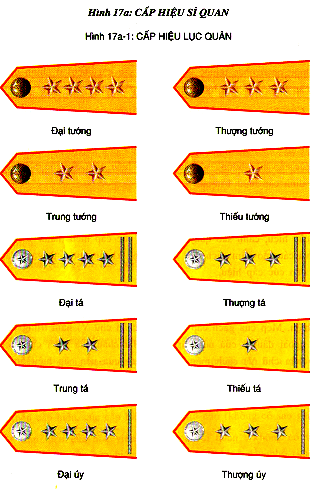 Hình 17a: CẤP HIỆU SĨ QUAN
Hình 17a-1: CẤP HIỆU LỤC QUÂN
Đại tướng
Thượng tướng
Trung tướng
Thiếu tướng
Đại tá
Thượng tá
Trung tá
Thiếu tá
Đại úy
Thượng úy